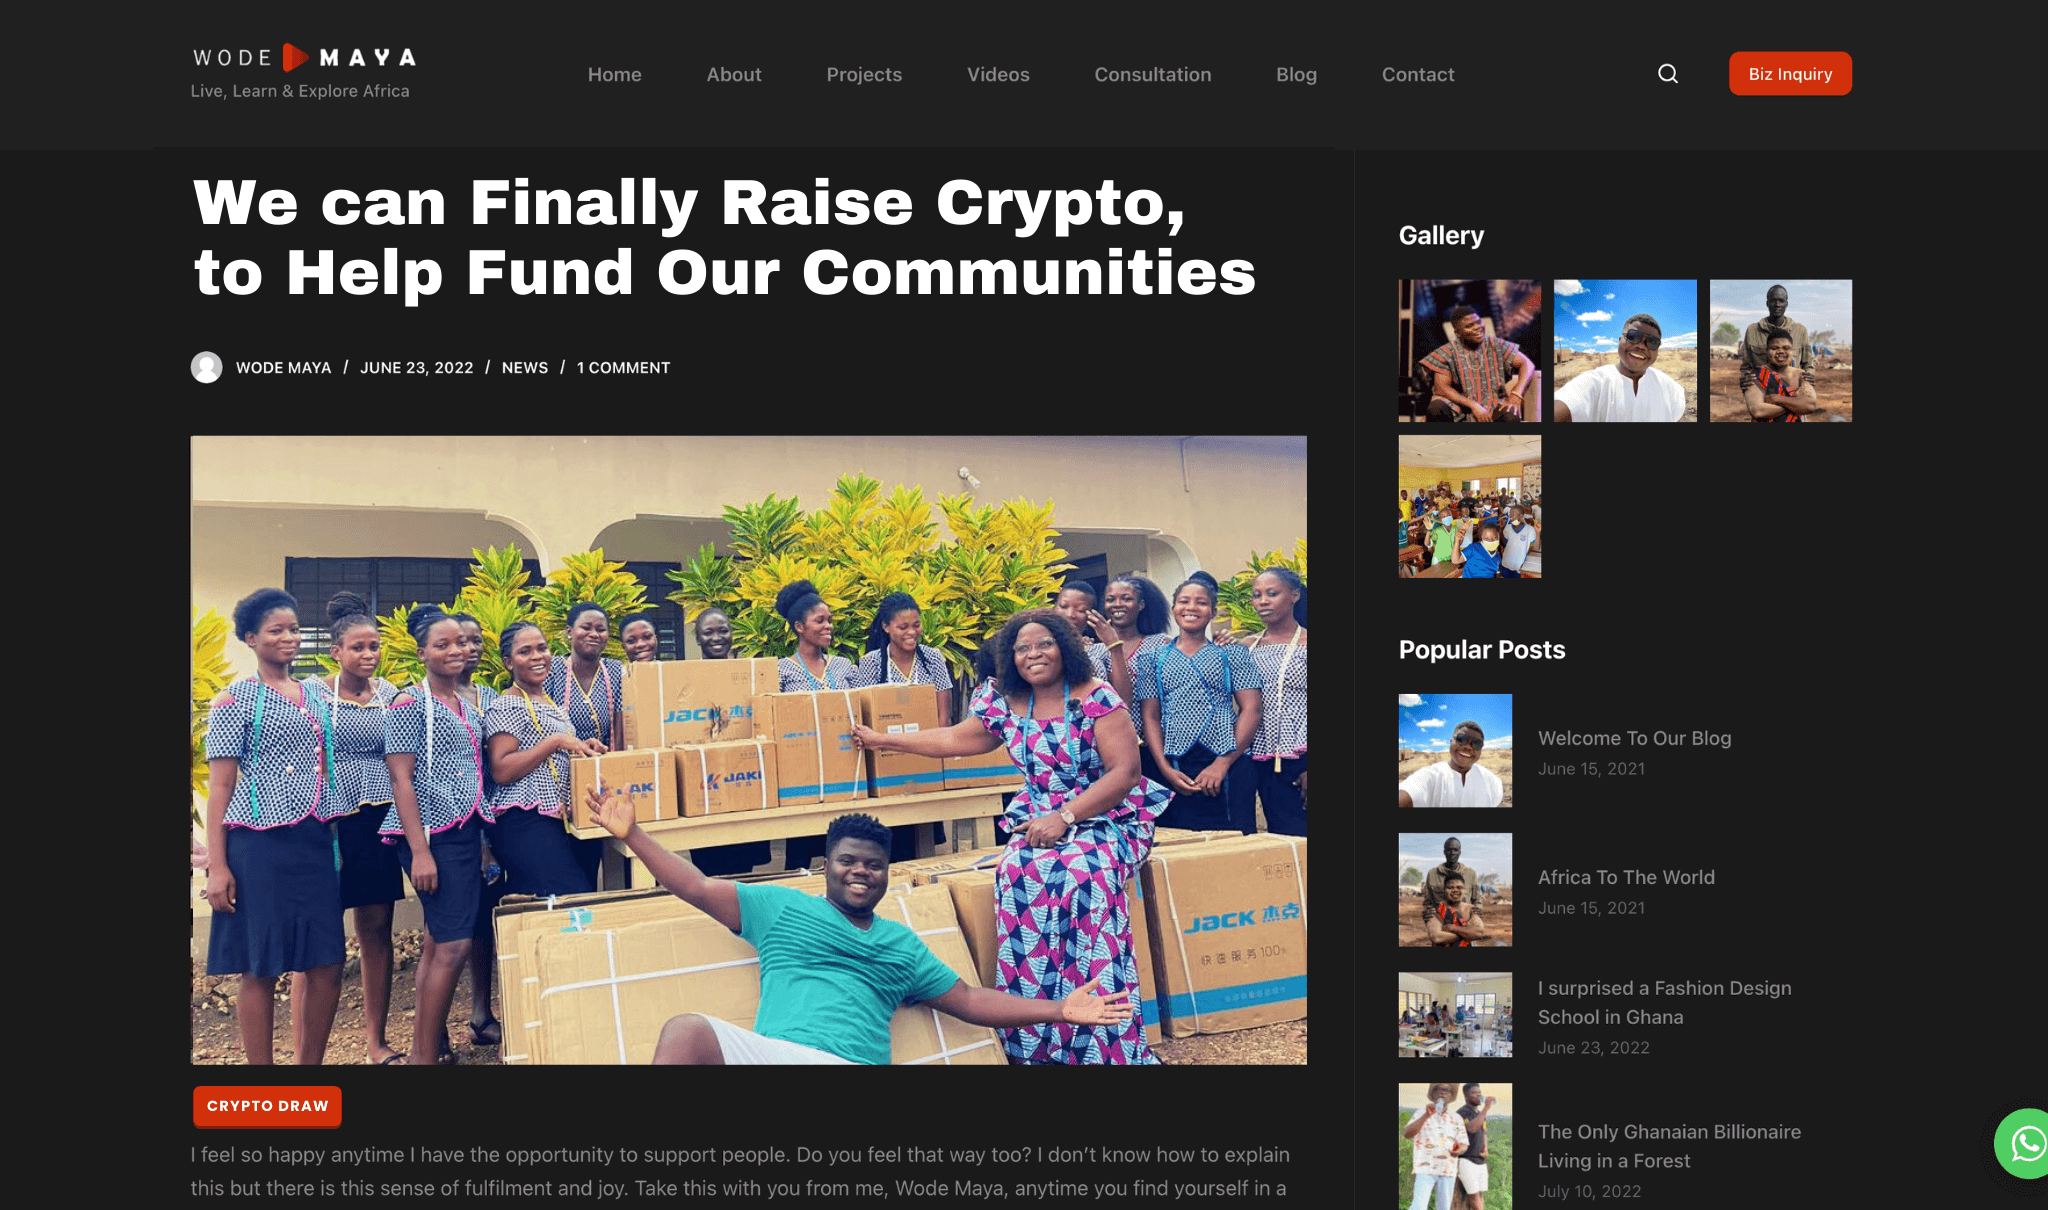 WODE MAYA
Live, Learn & Explore Africa
Home
About
Projects
Videos
Consultation
Blog
Contact
Biz Inquiry
We can Finally Raise Crypto,
to Help Fund Our Communities
WODE MAYA / JUNE 23, 2022 / NEWS / 1 COMMENT
JACK 杰克
JAKI
JACK 杰克
快速服务100%
CRYPTO DRAW
I feel so happy anytime I have the opportunity to support people. Do you feel that way too? I don’t know how to explain
this but there is this sense of fulfilment and joy. Take this with you from me, Wode Maya, anytime you find yourself in a
Gallery
Popular Posts
Welcome To Our Blog
June 15, 2021
Africa To The World
June 15, 2021
I surprised a Fashion Design
School in Ghana
June 23, 2022
The Only Ghanaian Billionaire
Living in a Forest
July 10, 2022